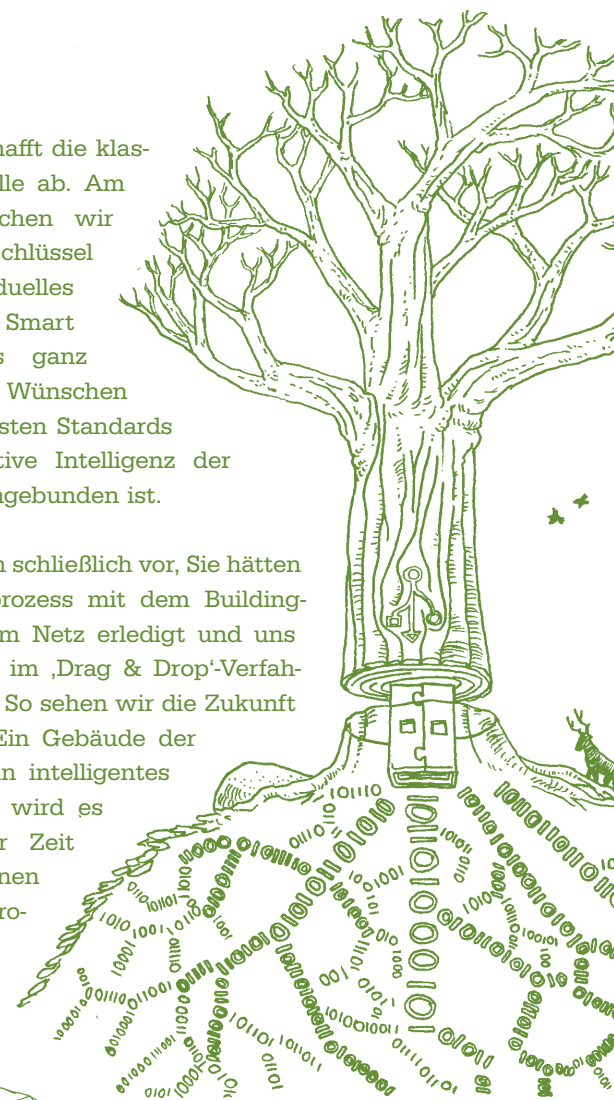 hafft die klas-
lle ab. Am
chen wir
chlüssel
duelles
Smart
s ganz
Wünschen
sten Standards
tive Intelligenz der
ngebunden ist.
n schließlich vor, Sie hätten
prozess mit dem Building-
m Netz erledigt und uns
im ‚Drag & Drop‘-Verfah-
So sehen wir die Zukunft
Ein Gebäude der
n intelligentes
wird es
r Zeit
nen
ro-